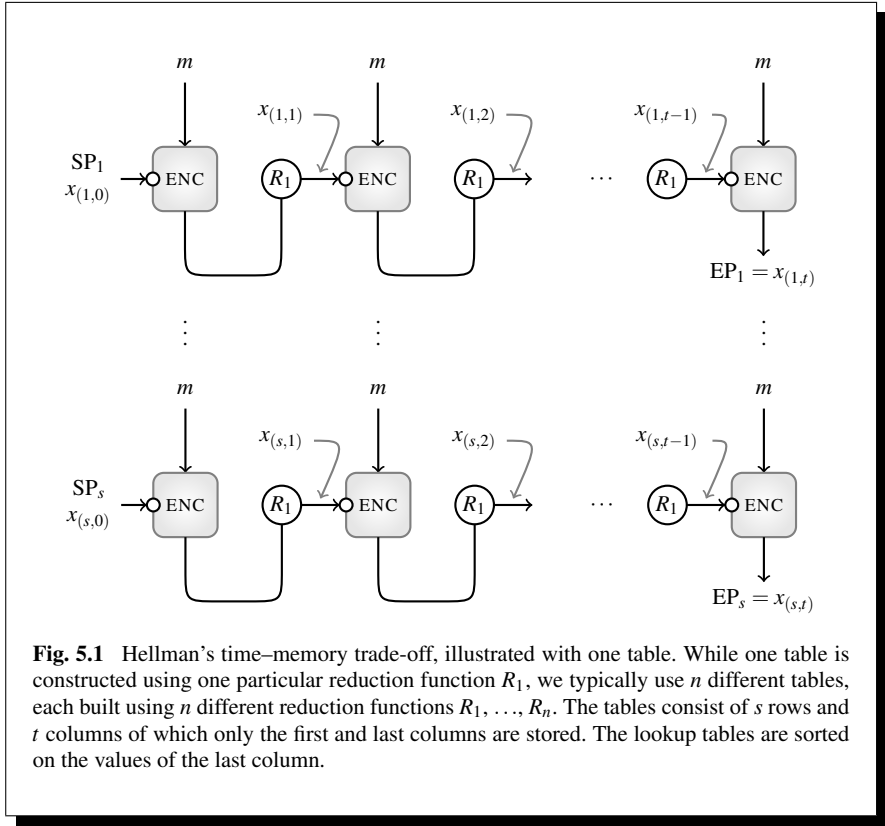 m m m
x(1,1) x(1,2) x(1,t−1)
SP1
x(1,0)
ENC R1 ENC R1 ··· R1 ENC
EP1 = x(1,t)
⋮ ⋮ ⋮
m m m
x(s,1) x(s,2) x(s,t−1)
SPs
x(s,0)
ENC R1 ENC R1 ··· R1 ENC
EPs = x(s,t)
Fig. 5.1 Hellman's time–memory trade-off, illustrated with one table. While one table is
constructed using one particular reduction function R1, we typically use n different tables,
each built using n different reduction functions R1, ..., Rn. The tables consist of s rows and
t columns of which only the first and last columns are stored. The lookup tables are sorted
on the values of the last column.